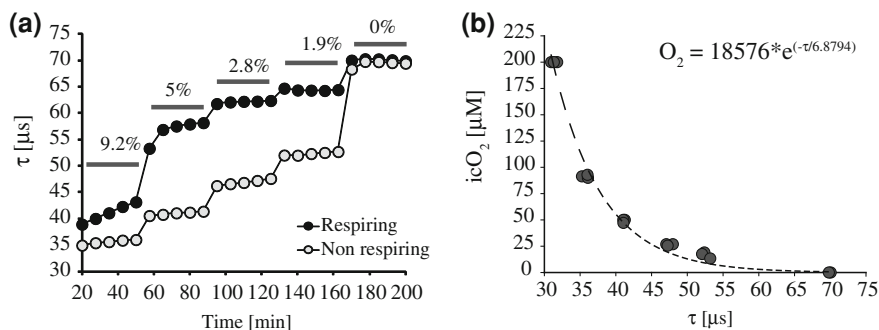 (a)
75
70
65
60
55
50
45
40
35
30
τ [µs]
20 40 60 80 100 120 140 160 180 200
Time [min]
9.2%
5%
2.8%
1.9%
0%
Respiring
Non respiring
(b)
225
200
175
150
125
100
75
50
25
0
icO₂ [µM]
30 35 40 45 50 55 60 65 70 75
τ [µs]
O₂ = 18576*e^(-τ/6.8794)